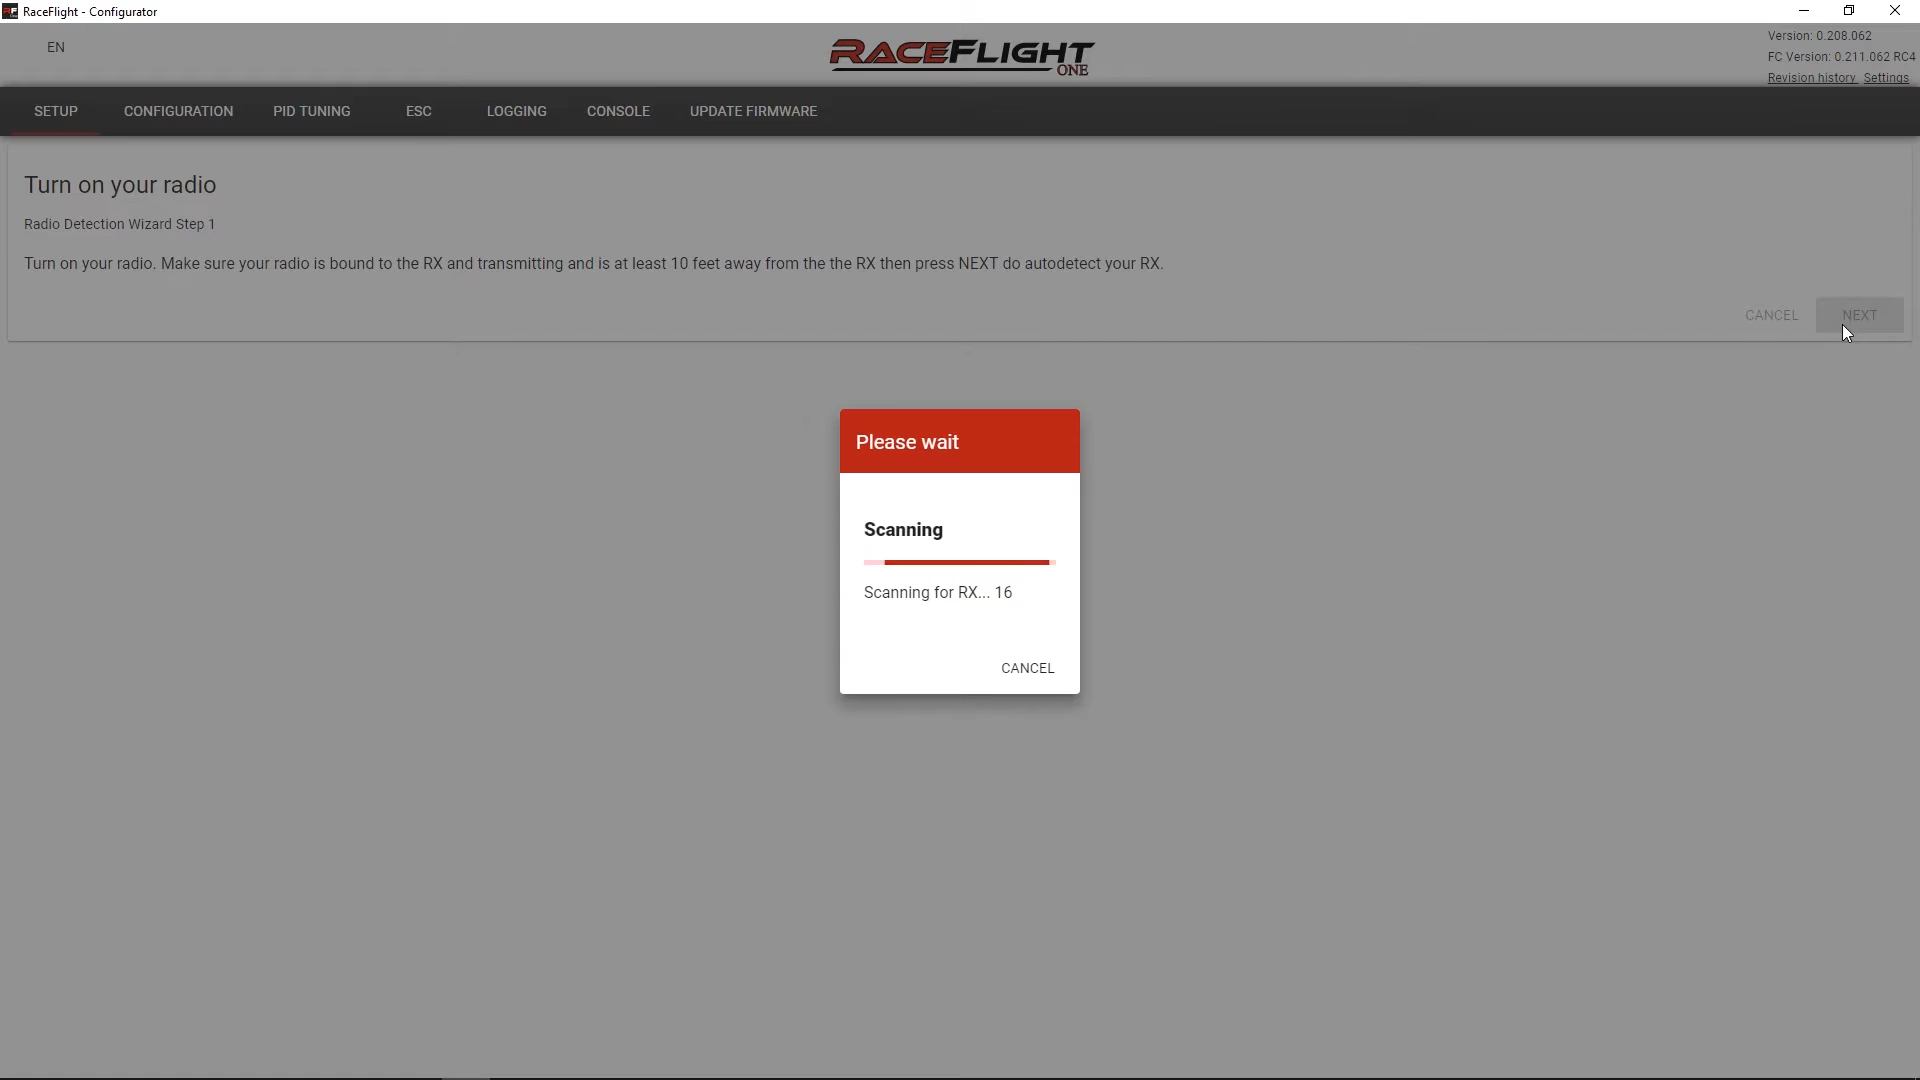 RaceFlight - Configurator
EN
RACEFLIGHT
ONE
Version: 0.208.062
FC Version: 0.211.062 RC4
Revision history Settings
SETUP CONFIGURATION PID TUNING ESC LOGGING CONSOLE UPDATE FIRMWARE
Turn on your radio
Radio Detection Wizard Step 1
Turn on your radio. Make sure your radio is bound to the RX and transmitting and is at least 10 feet away from the the RX then press NEXT do autodetect your RX.
CANCEL NEXT
Please wait
Scanning
Scanning for RX... 16
CANCEL